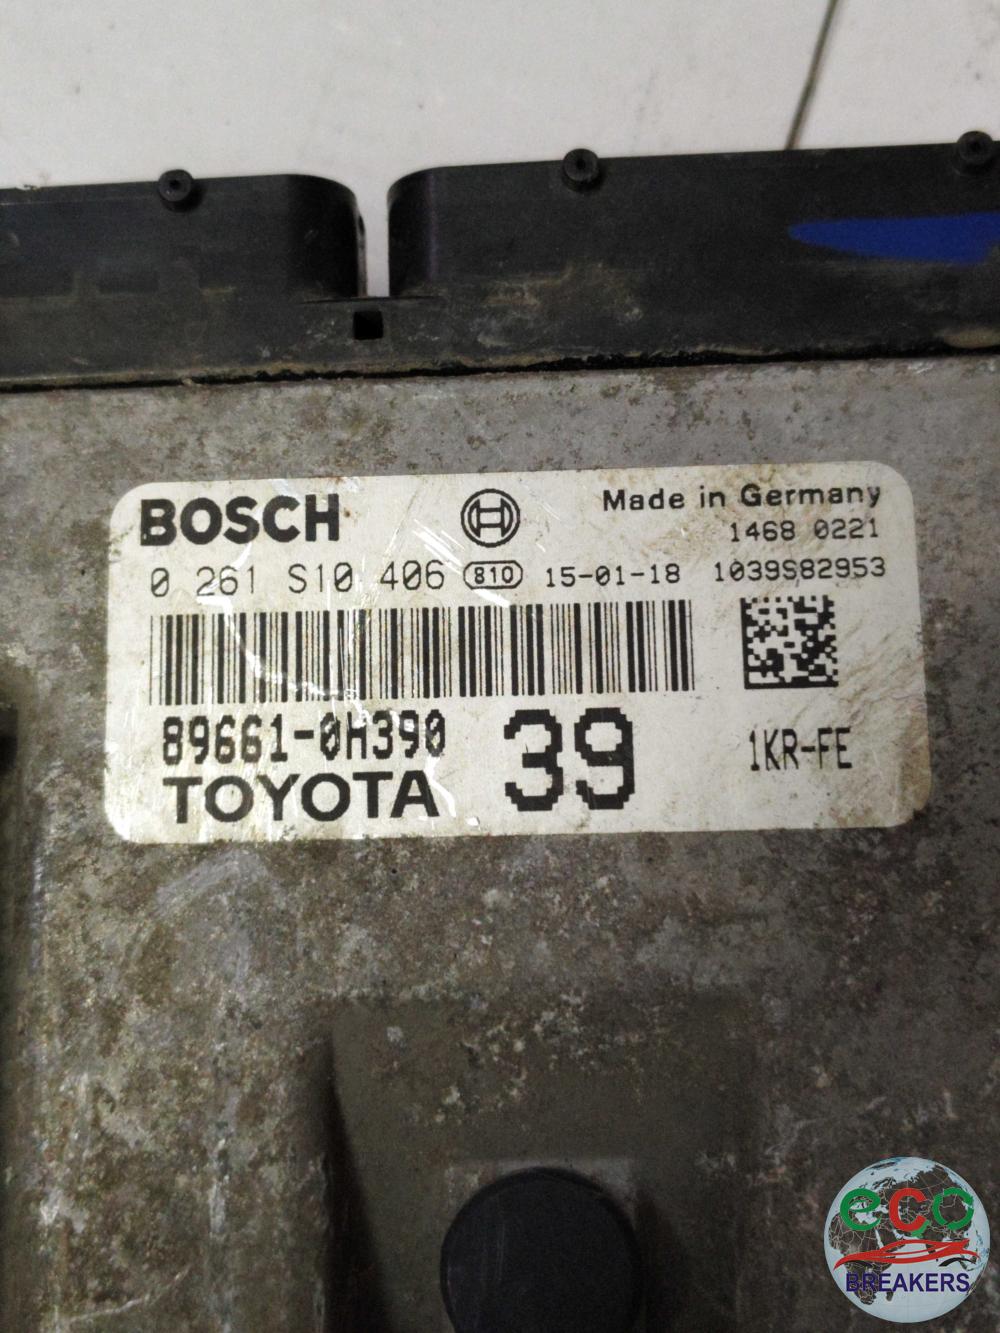 BOSCH
Made in Germany
1468 0221
0 261 S10 406 810 15-01-18 1039S82953
89661-0H390 39 1KR-FE
TOYOTA
eco
BREAKERS